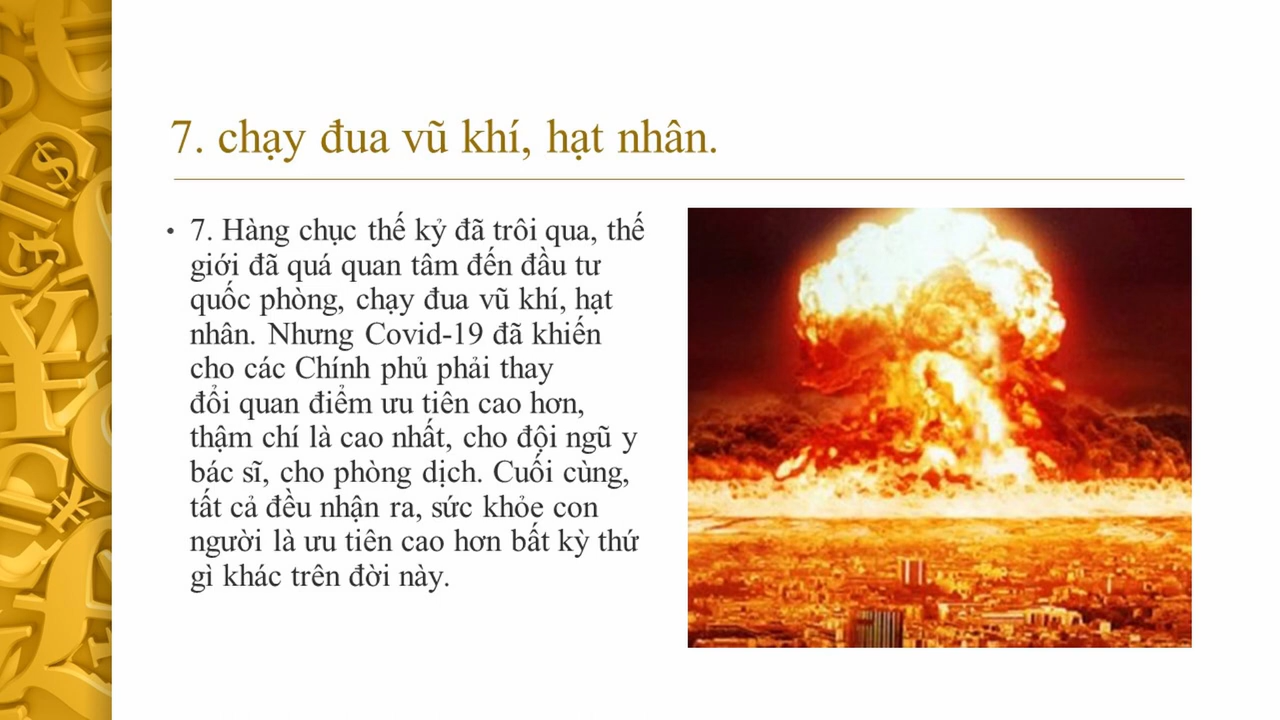 7. chạy đua vũ khí, hạt nhân.
• 7. Hàng chục thế kỷ đã trôi qua, thế
giới đã quá quan tâm đến đầu tư
quốc phòng, chạy đua vũ khí, hạt
nhân. Nhưng Covid-19 đã khiến
cho các Chính phủ phải thay
đổi quan điểm ưu tiên cao hơn,
thậm chí là cao nhất, cho đội ngũ y
bác sĩ, cho phòng dịch. Cuối cùng,
tất cả đều nhận ra, sức khỏe con
người là ưu tiên cao hơn bất kỳ thứ
gì khác trên đời này.